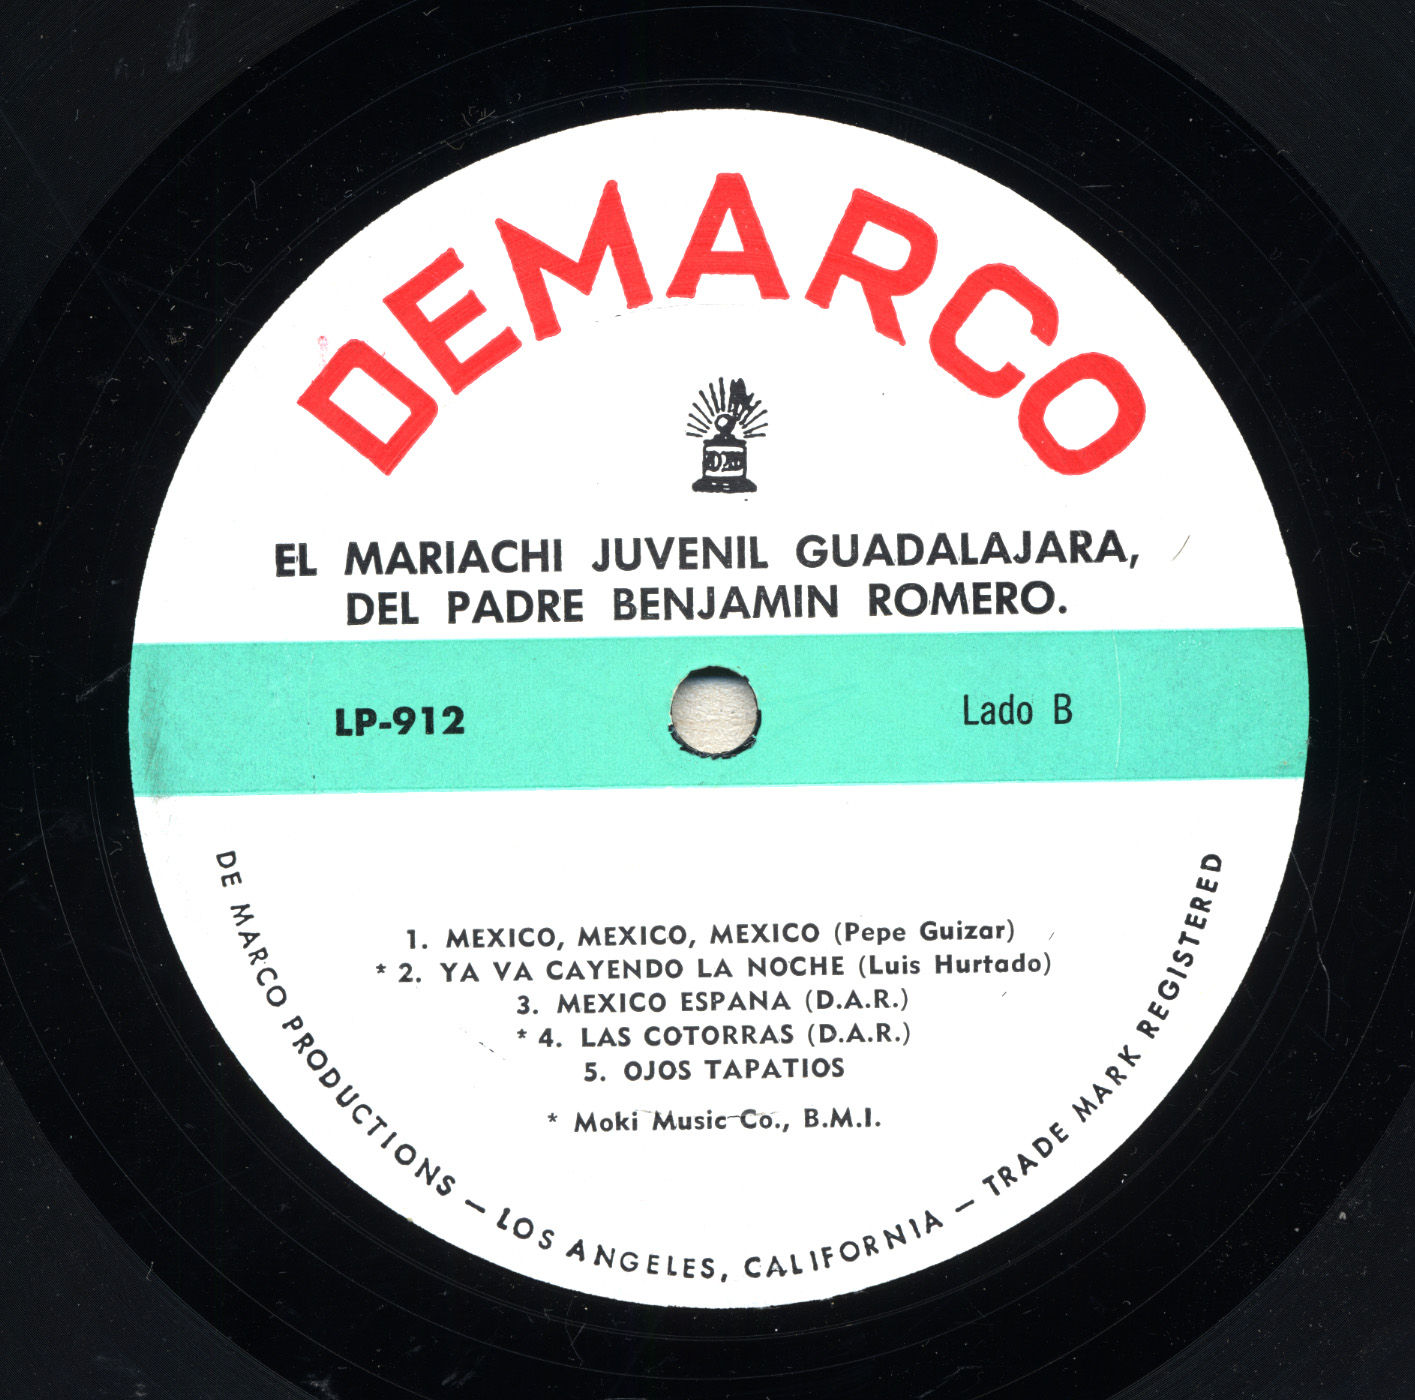 DEMARCO
EL MARIACHI JUVENIL GUADALAJARA,
DEL PADRE BENJAMIN ROMERO.
LP-912
Lado B
1. MEXICO, MEXICO, MEXICO (Pepe Guizar)
* 2. YA VA CAYENDO LA NOCHE (Luis Hurtado)
3. MEXICO ESPANA (D.A.R.)
* 4. LAS COTORRAS (D.A.R.)
5. OJOS TAPATIOS
* Moki Music Co., B.M.I.
DE MARCO PRODUCTIONS — LOS ANGELES, CALIFORNIA — TRADE MARK REGISTERED